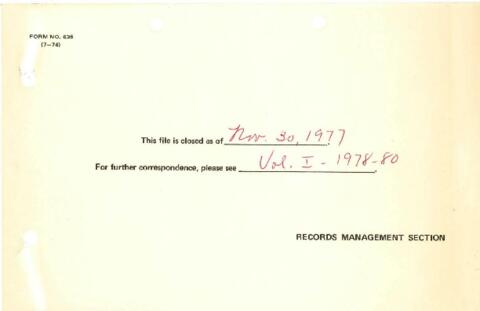 FORM NO. 636
(7-74)
This file is closed as of Nov. 30, 1977.
For further correspondence, please see Vol. I - 1978-80.
RECORDS MANAGEMENT SECTION